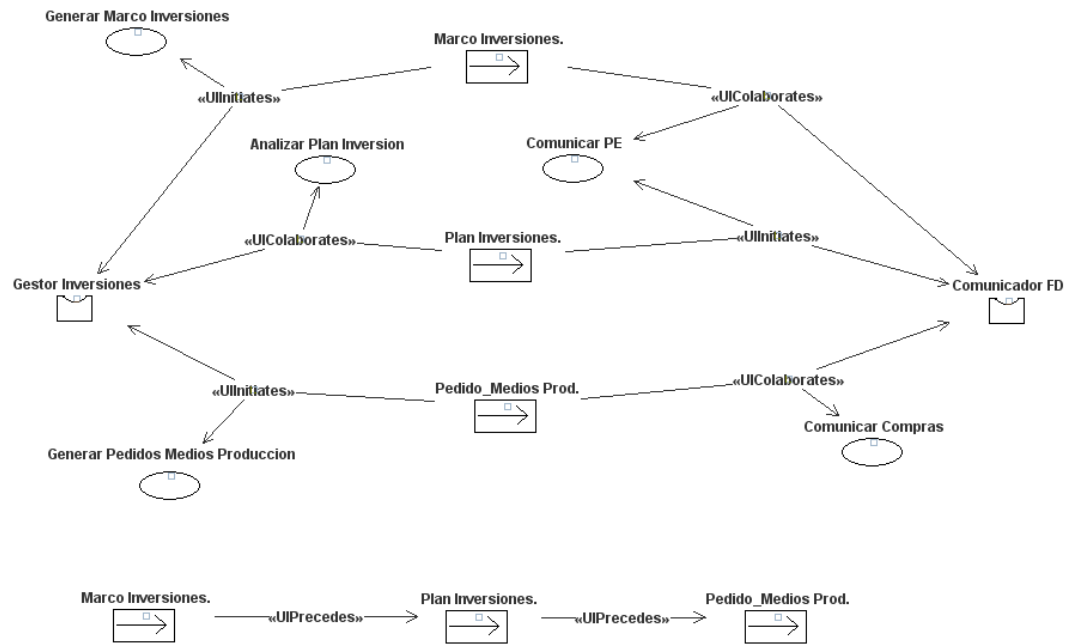 Generar Marco Inversiones
Marco Inversiones.
«UIInitiates»
«UIColaborates»
Analizar Plan Inversion
Comunicar PE
«UIColaborates»
Plan Inversiones.
«UIInitiates»
Gestor Inversiones
Comunicador FD
«UIInitiates»
Pedido_Medios Prod.
«UIColaborates»
Comunicar Compras
Generar Pedidos Medios Produccion
Marco Inversiones.
«UIPrecedes»
Plan Inversiones.
«UIPrecedes»
Pedido_Medios Prod.